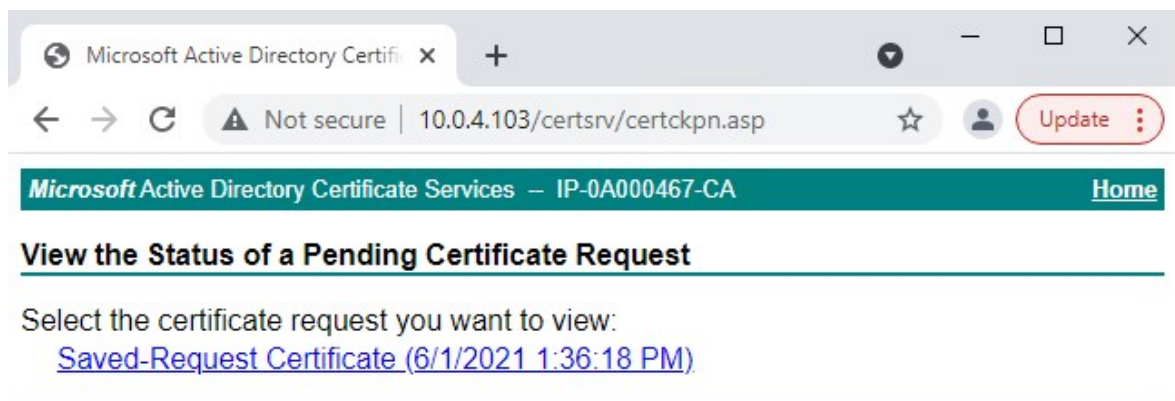 Microsoft Active Directory Certifi
Not secure | 10.0.4.103/certsrv/certckpn.asp Update
Microsoft Active Directory Certificate Services -- IP-0A000467-CA Home
View the Status of a Pending Certificate Request
Select the certificate request you want to view:
Saved-Request Certificate (6/1/2021 1:36:18 PM)